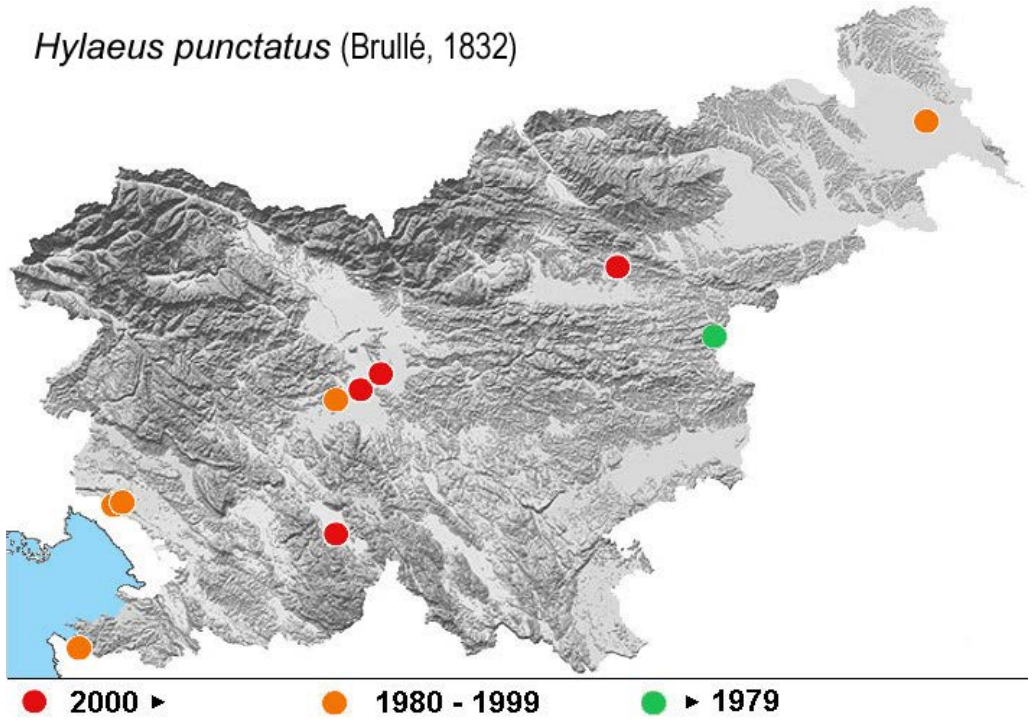 Hylaeus punctatus (Brullé, 1832)
2000 ► 1980 - 1999 ► 1979